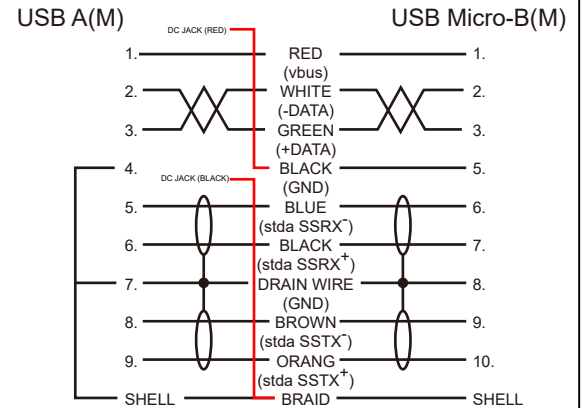 USB A(M) USB Micro-B(M)
DC JACK (RED)
1. RED 1.
(vbus)
2. WHITE 2.
(-DATA)
3. GREEN 3.
(+DATA)
4. BLACK 5.
DC JACK (BLACK)
(GND)
5. BLUE 6.
(stda SSRX⁻)
6. BLACK 7.
(stda SSRX⁺)
7. DRAIN WIRE 8.
(GND)
8. BROWN 9.
(stda SSTX⁻)
9. ORANG 10.
(stda SSTX⁺)
SHELL BRAID SHELL